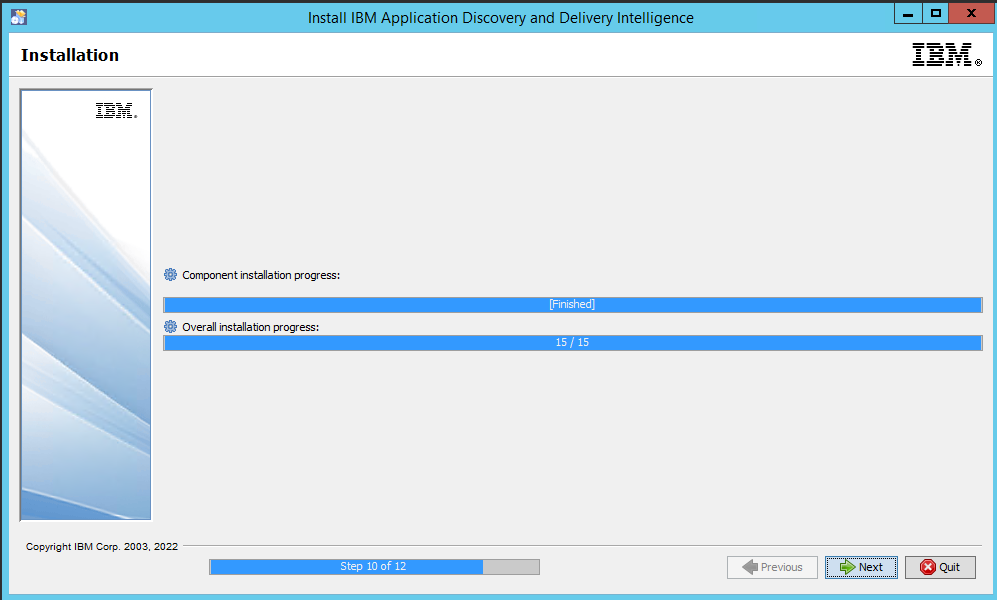 Install IBM Application Discovery and Delivery Intelligence
Installation
IBM®
IBM.
Component installation progress:
[Finished]
Overall installation progress:
15 / 15
Copyright IBM Corp. 2003, 2022
Step 10 of 12
Previous
Next
Quit